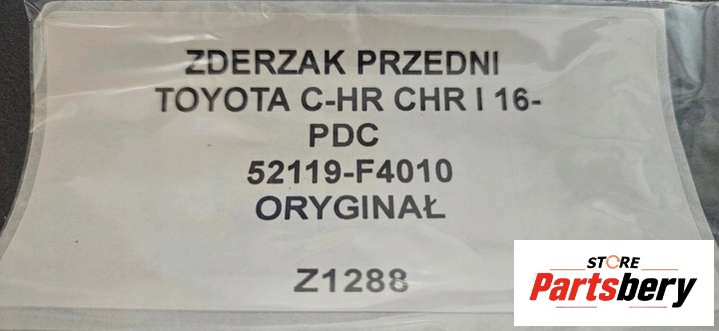 ZDERZAK PRZEDNI
TOYOTA C-HR CHR I 16-
PDC
52119-F4010
ORYGINAŁ
Z1288
STORE
Partsbery